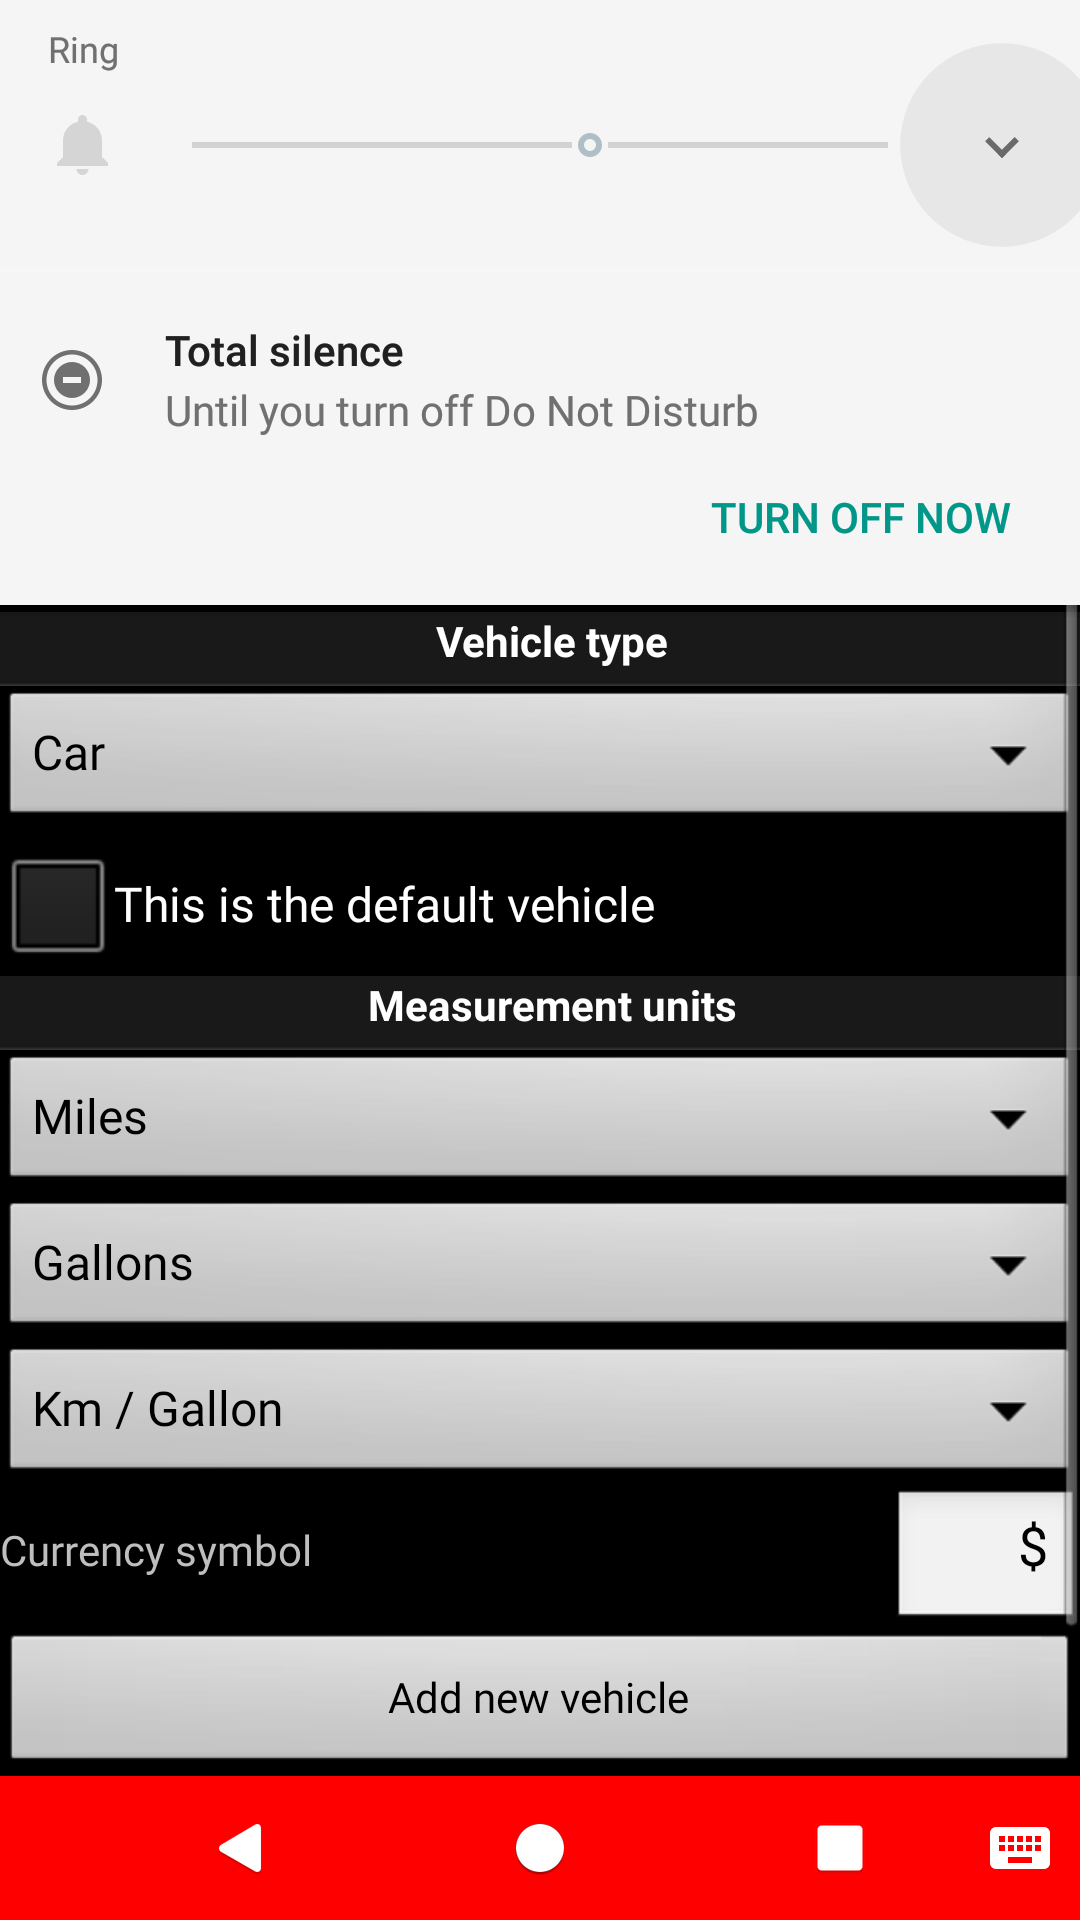 Ring
Total silence
Until you turn off Do Not Disturb
TURN OFF NOW
Vehicle type
Car
This is the default vehicle
Measurement units
Miles
Gallons
Km / Gallon
Currency symbol
$
Add new vehicle